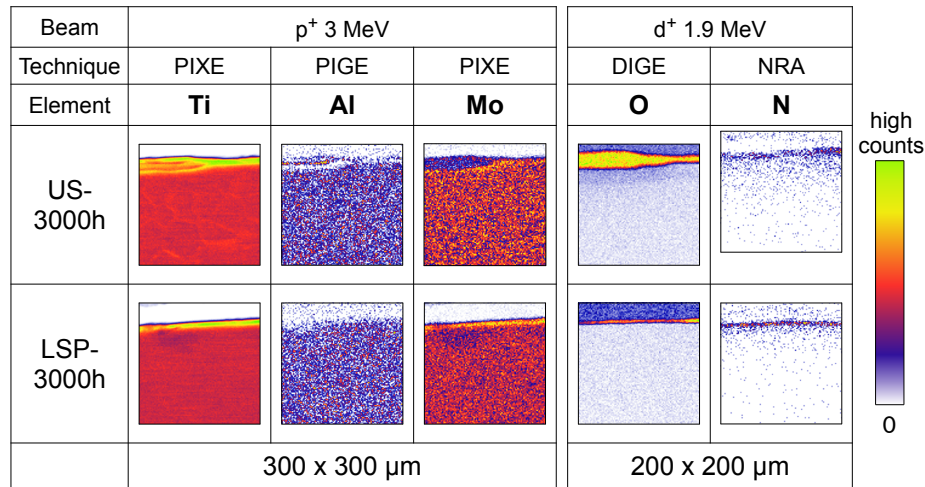 Beam p⁺ 3 MeV d⁺ 1.9 MeV
Technique PIXE PIGE PIXE DIGE NRA
Element Ti Al Mo O N
high
counts
US-
3000h
LSP-
3000h
0
300 x 300 µm 200 x 200 µm